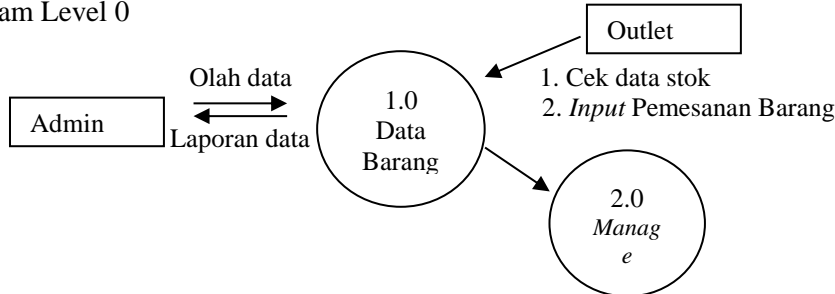 am Level 0
Outlet
Olah data
1. Cek data stok
2. Input Pemesanan Barang
Admin
Laporan data
1.0
Data
Barang
2.0
Manag
e